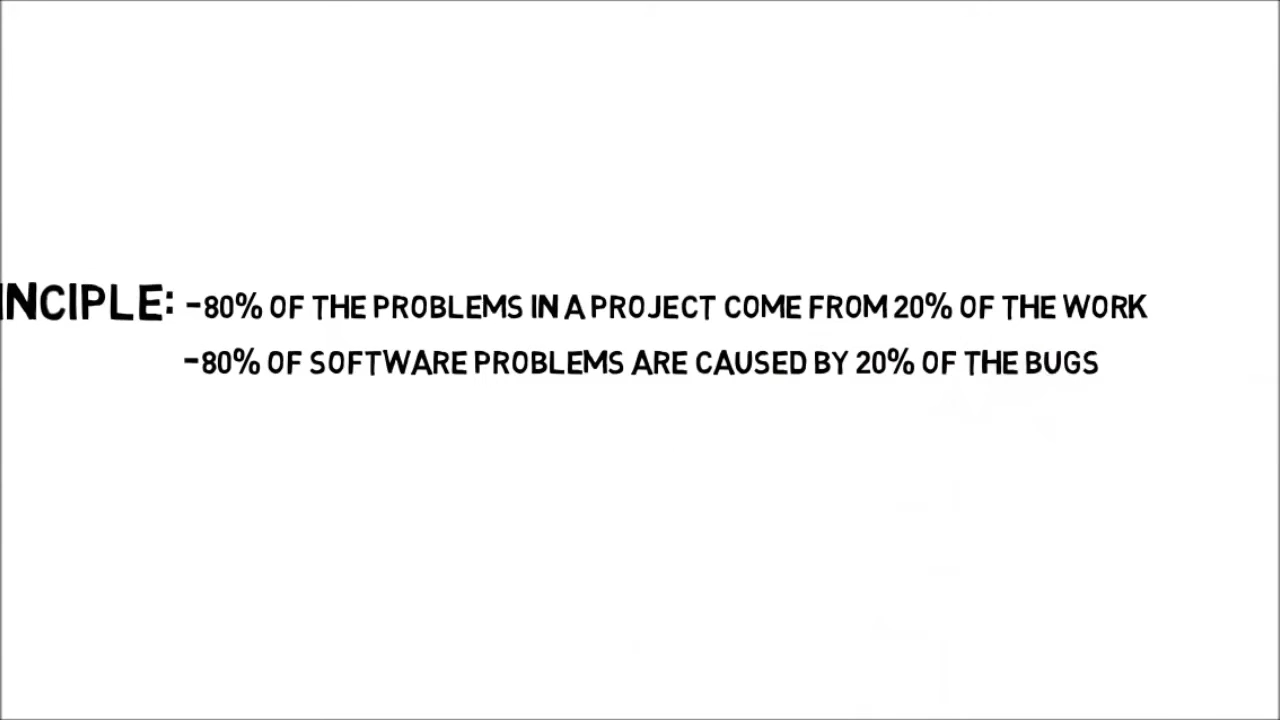 INCIPLE: -80% OF THE PROBLEMS IN A PROJECT COME FROM 20% OF THE WORK
-80% OF SOFTWARE PROBLEMS ARE CAUSED BY 20% OF THE BUGS